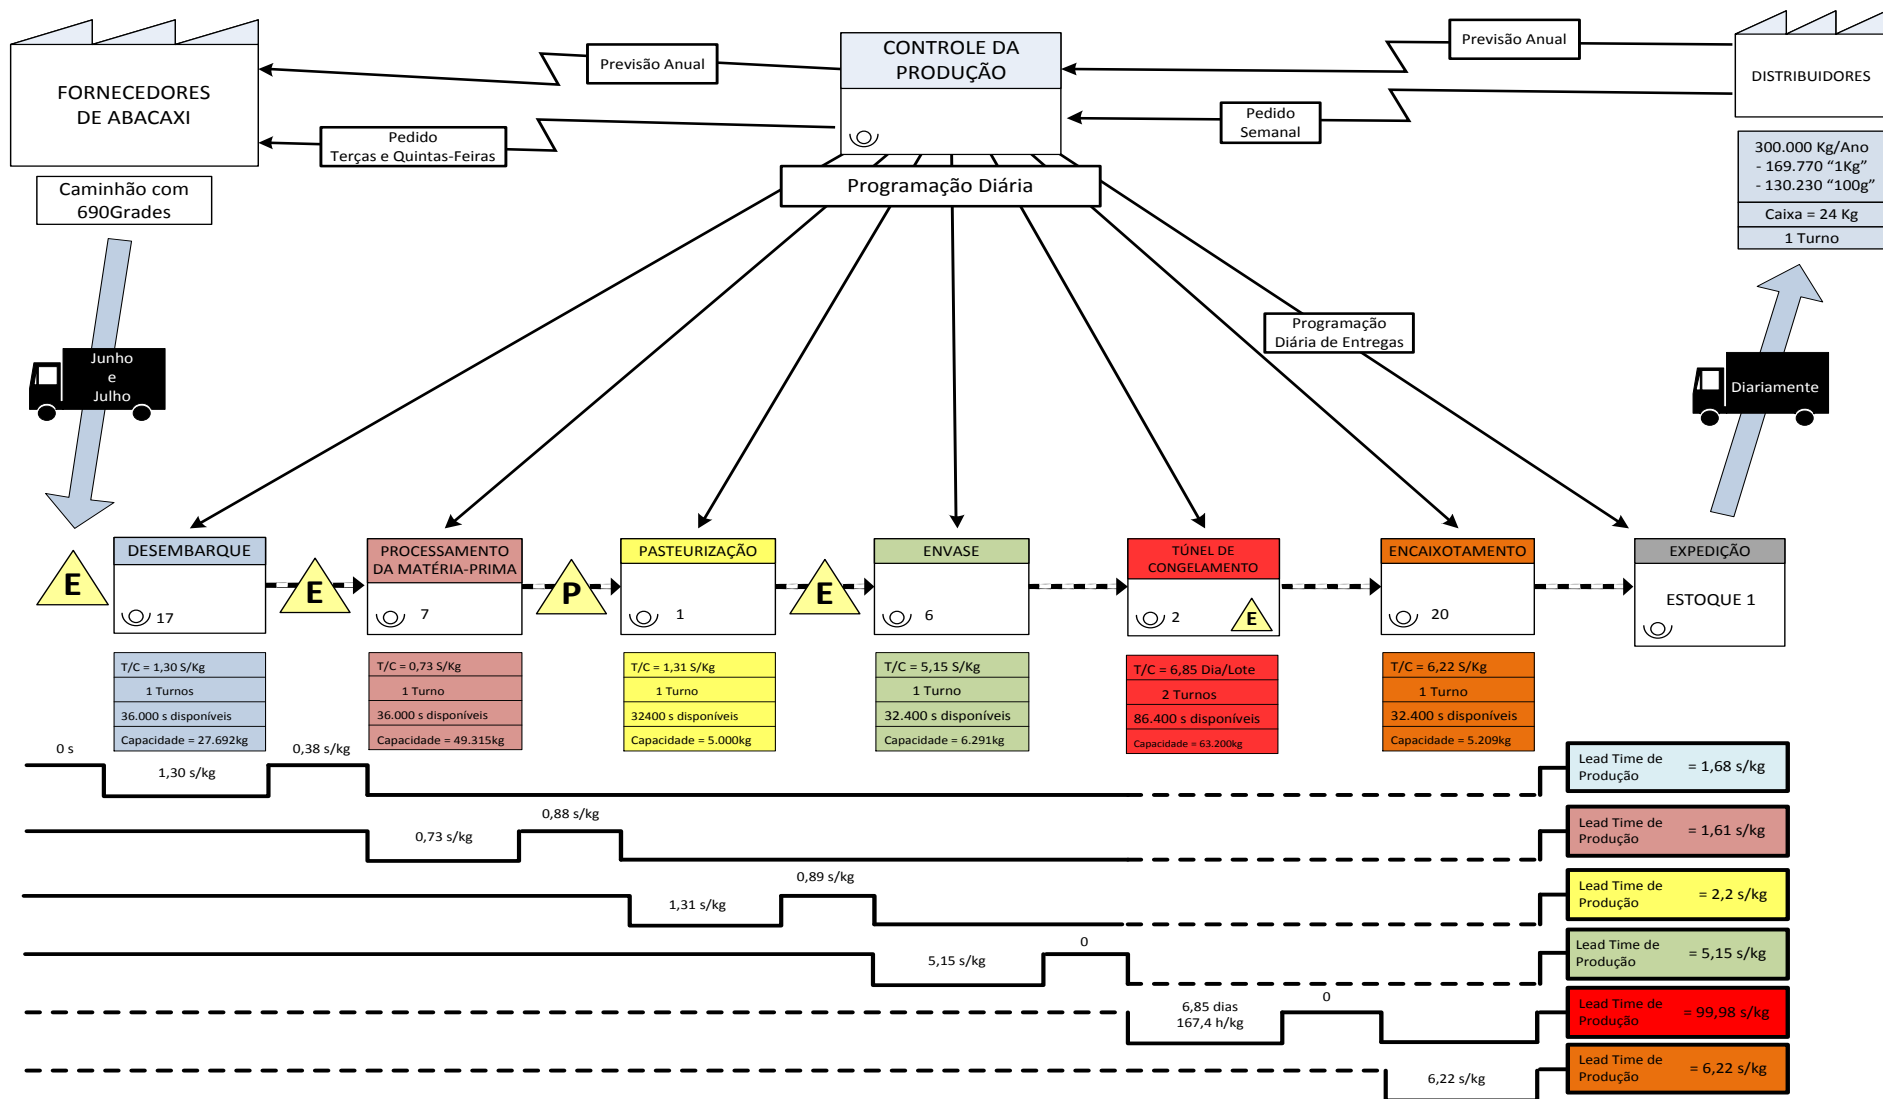 FORNECEDORES
DE ABACAXI
Caminhão com
690Grades
Junho
e
Julho
Previsão Anual
Pedido
Terças e Quintas-Feiras
CONTROLE DA
PRODUÇÃO
Programação Diária
Previsão Anual
Pedido
Semanal
DISTRIBUIDORES
300.000 Kg/Ano
- 169.770 “1Kg”
- 130.230 “100g”
Caixa = 24 Kg
1 Turno
Programação
Diária de Entregas
Diariamente
E
DESEMBARQUE
17
E
PROCESSAMENTO
DA MATÉRIA-PRIMA
7
P
PASTEURIZAÇÃO
1
E
ENVASE
6
TÚNEL DE
CONGELAMENTO
2
E
ENCAIXOTAMENTO
20
EXPEDIÇÃO
ESTOQUE 1
T/C = 1,30 S/Kg
1 Turnos
36.000 s disponíveis
Capacidade = 27.692kg
T/C = 0,73 S/Kg
1 Turno
36.000 s disponíveis
Capacidade = 49.315kg
T/C = 1,31 S/Kg
1 Turno
32400 s disponíveis
Capacidade = 5.000kg
T/C = 5,15 S/Kg
1 Turno
32.400 s disponíveis
Capacidade = 6.291kg
T/C = 6,85 Dia/Lote
2 Turnos
86.400 s disponíveis
Capacidade = 63.200kg
T/C = 6,22 S/Kg
1 Turno
32.400 s disponíveis
Capacidade = 5.209kg
0 s
1,30 s/kg
0,38 s/kg
Lead Time de
Produção = 1,68 s/kg
0,73 s/kg
0,88 s/kg
Lead Time de
Produção = 1,61 s/kg
1,31 s/kg
0,89 s/kg
Lead Time de
Produção = 2,2 s/kg
5,15 s/kg
0
Lead Time de
Produção = 5,15 s/kg
6,85 dias
167,4 h/kg
0
Lead Time de
Produção = 99,98 s/kg
6,22 s/kg
Lead Time de
Produção = 6,22 s/kg